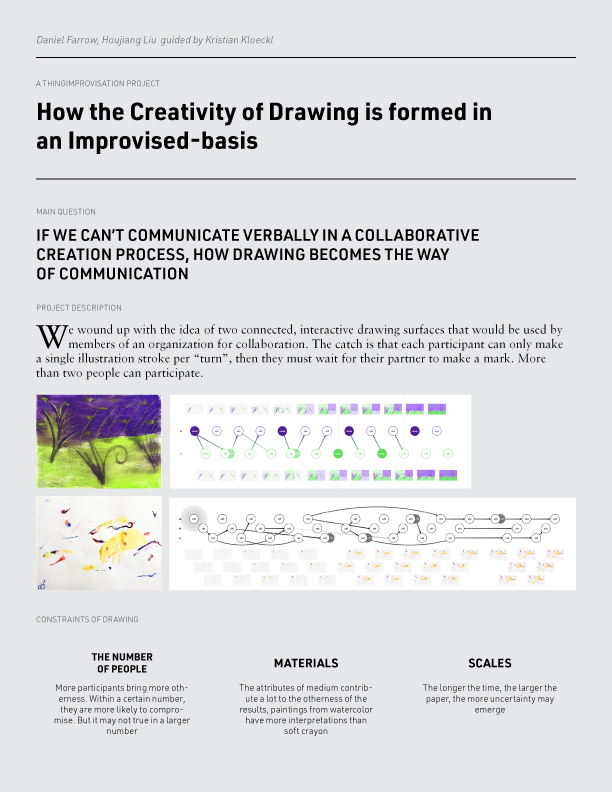 Daniel Farrow, Houjiang Liu guided by Kristian Kloeckl
A THINGIMPROVISATION PROJECT
How the Creativity of Drawing is formed in
an Improvised-basis
MAIN QUESTION
IF WE CAN'T COMMUNICATE VERBALLY IN A COLLABORATIVE
CREATION PROCESS, HOW DRAWING BECOMES THE WAY
OF COMMUNICATION
PROJECT DESCRIPTION
We wound up with the idea of two connected, interactive drawing surfaces that would be used by
members of an organization for collaboration. The catch is that each participant can only make
a single illustration stroke per "turn", then they must wait for their partner to make a mark. More
than two people can participate.
CONSTRAINTS OF DRAWING
THE NUMBER
OF PEOPLE
More participants bring more oth-
erness. Within a certain number,
they are more likely to compro-
mise. But it may not true in a larger
number
MATERIALS
The attributes of medium contrib-
ute a lot to the otherness of the
results, paintings from watercolor
have more interpretations than
soft crayon
SCALES
The longer the time, the larger the
paper, the more uncertainty may
emerge